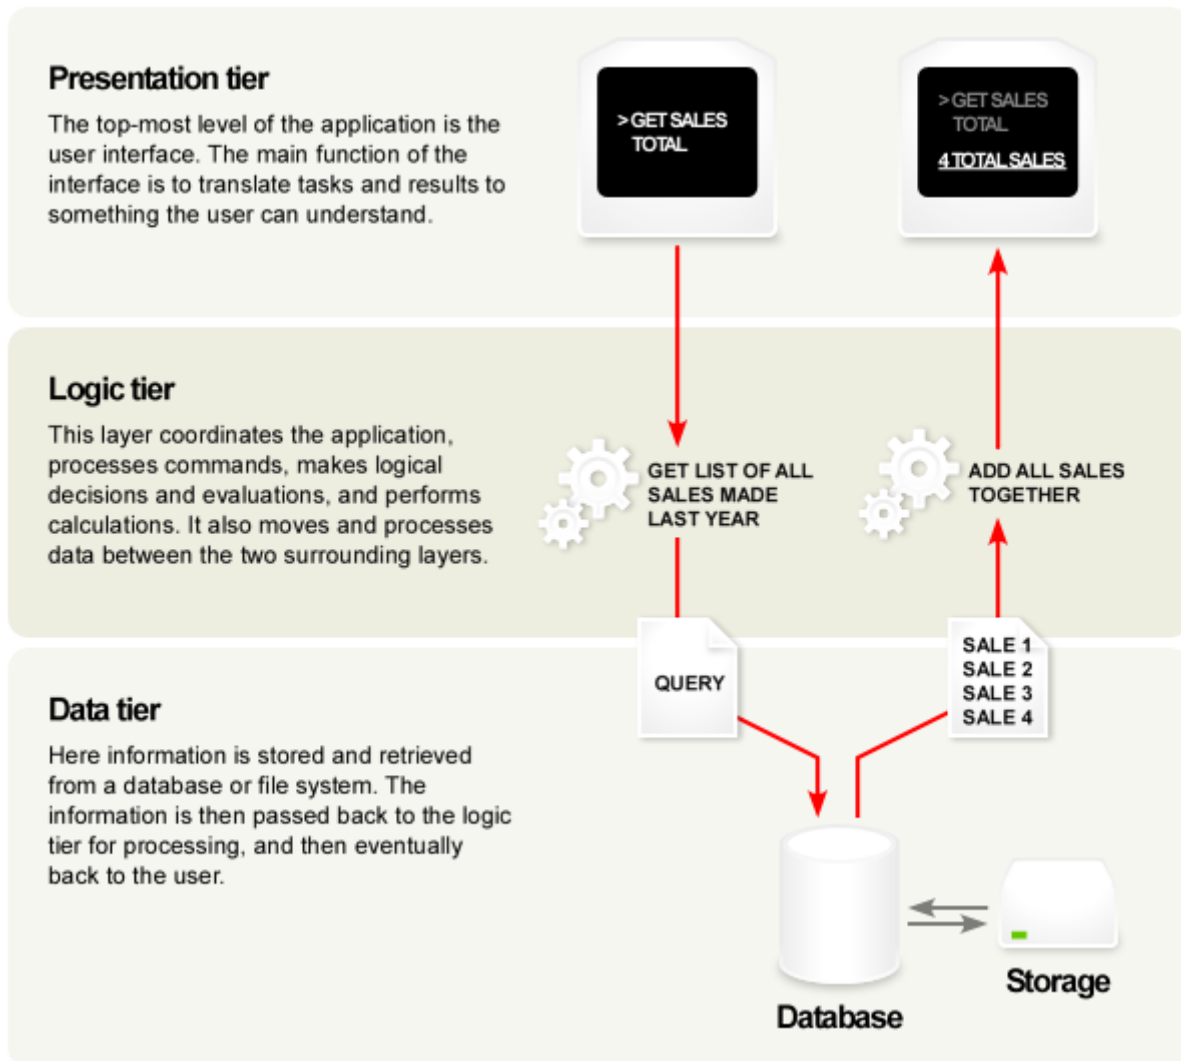 Presentation tier
The top-most level of the application is the
user interface. The main function of the
interface is to translate tasks and results to
something the user can understand.
>GET SALES
TOTAL
>GET SALES
TOTAL
4 TOTAL SALES
Logic tier
This layer coordinates the application,
processes commands, makes logical
decisions and evaluations, and performs
calculations. It also moves and processes
data between the two surrounding layers.
GET LIST OF ALL
SALES MADE
LAST YEAR
ADD ALL SALES
TOGETHER
QUERY
SALE 1
SALE 2
SALE 3
SALE 4
Data tier
Here information is stored and retrieved
from a database or file system. The
information is then passed back to the logic
tier for processing, and then eventually
back to the user.
Database
Storage